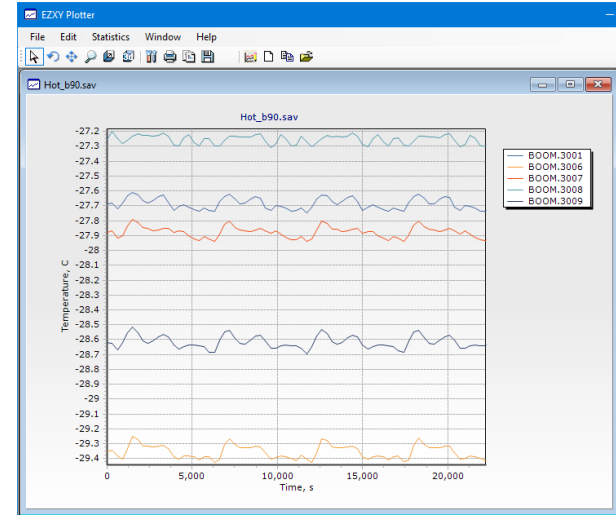 EZXY Plotter
File Edit Statistics Window Help
Hot_b90.sav
Hot_b90.sav
-27.2
-27.3
-27.4
-27.5
-27.6
-27.7
-27.8
-27.9
-28
-28.1
-28.2
-28.3
-28.4
-28.5
-28.6
-28.7
-28.8
-28.9
-29
-29.1
-29.2
-29.3
-29.4
Temperature, C
0 5,000 10,000 15,000 20,000
Time, s
BOOM.3001
BOOM.3006
BOOM.3007
BOOM.3008
BOOM.3009